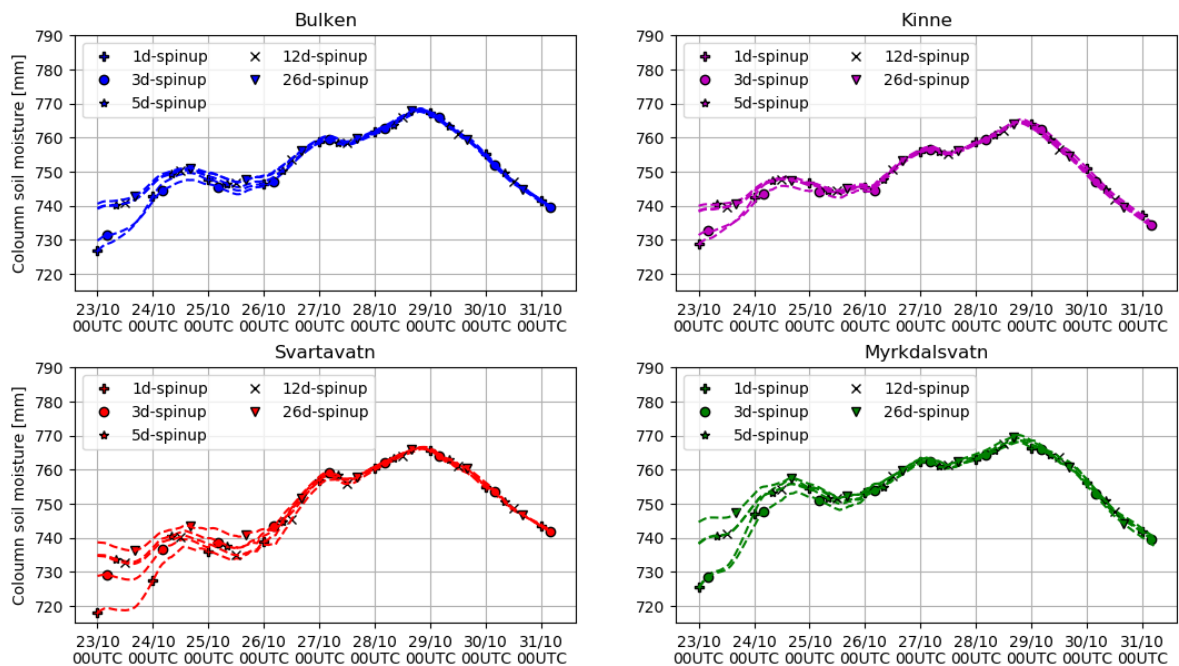 Bulken
Coloumn soil moisture [mm]
790
780
770
760
750
740
730
720
1d-spinup
3d-spinup
5d-spinup
12d-spinup
26d-spinup
23/10 24/10 25/10 26/10 27/10 28/10 29/10 30/10 31/10
00UTC 00UTC 00UTC 00UTC 00UTC 00UTC 00UTC 00UTC 00UTC
Kinne
790
780
770
760
750
740
730
720
1d-spinup
3d-spinup
5d-spinup
12d-spinup
26d-spinup
23/10 24/10 25/10 26/10 27/10 28/10 29/10 30/10 31/10
00UTC 00UTC 00UTC 00UTC 00UTC 00UTC 00UTC 00UTC 00UTC
Svartavatn
Coloumn soil moisture [mm]
790
780
770
760
750
740
730
720
1d-spinup
3d-spinup
5d-spinup
12d-spinup
26d-spinup
23/10 24/10 25/10 26/10 27/10 28/10 29/10 30/10 31/10
00UTC 00UTC 00UTC 00UTC 00UTC 00UTC 00UTC 00UTC 00UTC
Myrkdalsvatn
790
780
770
760
750
740
730
720
1d-spinup
3d-spinup
5d-spinup
12d-spinup
26d-spinup
23/10 24/10 25/10 26/10 27/10 28/10 29/10 30/10 31/10
00UTC 00UTC 00UTC 00UTC 00UTC 00UTC 00UTC 00UTC 00UTC